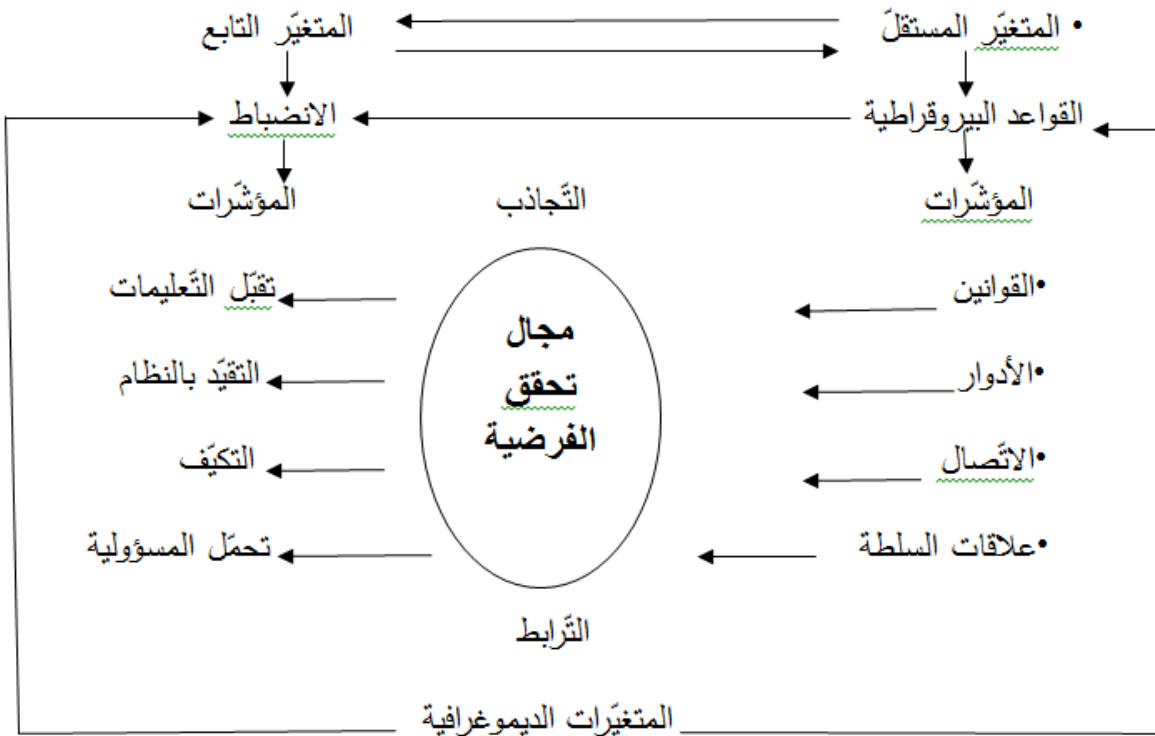 • المتغيّر المستقلّ
المتغيّر التابع
القواعد البيروقراطية
الانضباط
المؤشّرات
التّجاذب
المؤشّرات
•القوانين
تقبّل التّعليمات
مجال
تحقق
الفرضية
•الأدوار
التقيّد بالنظام
•الاتّصال
التكيّف
•علاقات السلطة
تحمّل المسؤولية
التّرابط
المتغيّرات الديموغرافية